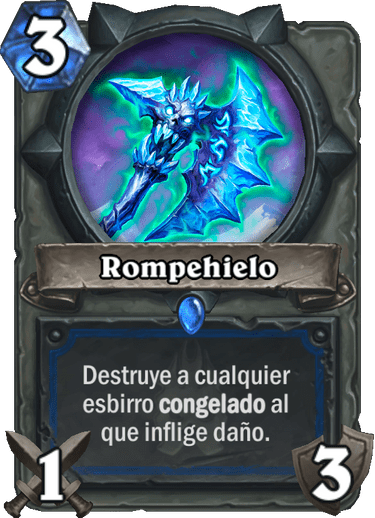 3
Rompehielo
Destruye a cualquier
esbirro congelado al
que inflige daño.
1
3